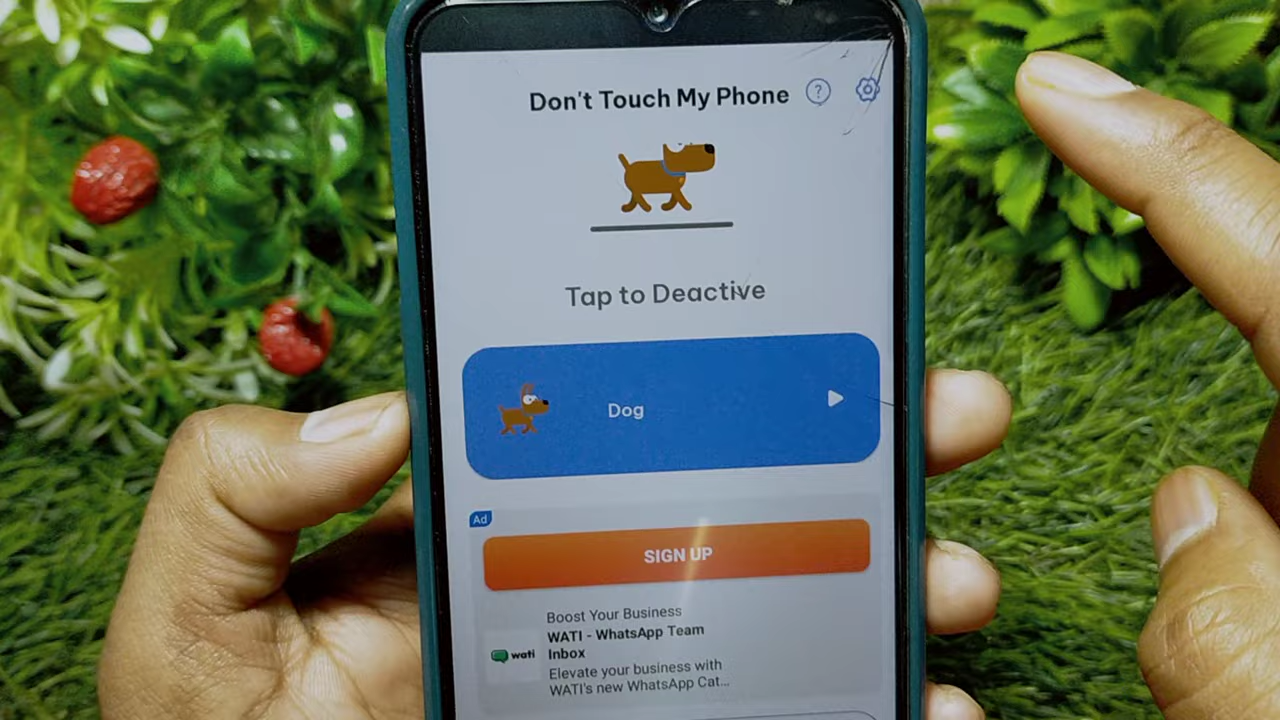 Don't Touch My Phone
?
Tap to Deactive
Dog
Ad
SIGN UP
Boost Your Business
WATI - WhatsApp Team
Inbox
wati
Elevate your business with
WATI's new WhatsApp Cat...